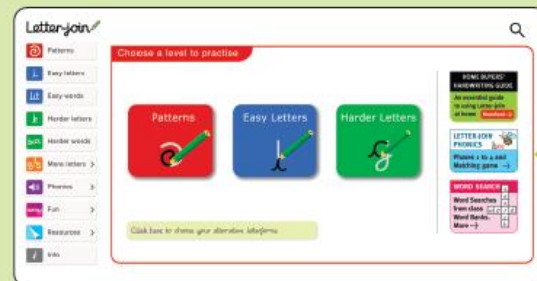 Letter-join
Patterns
Easy letters
Easy words
Harder letters
Harder words
More letters >
Phonics >
Fun >
Resources >
Info
Choose a level to practise
Patterns
Easy Letters
Harder Letters
Click here to choose your alternative letterforms
HOME BUYERS'
HANDWRITING GUIDE
An essential guide
to using Letter-join
at home
LETTER-JOIN
PHONICS
Phases 2 to 4 and
Matching game →
WORD SEARCH
Word Searches
from class
Word Banks.
More →